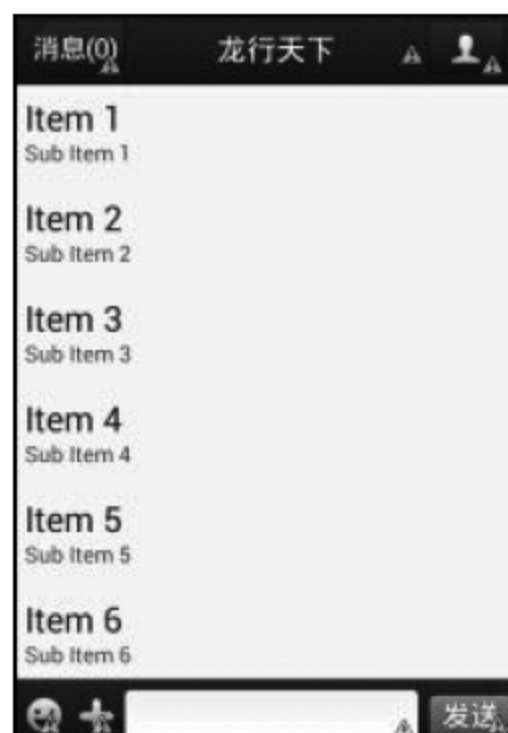 消息(0) 龙行天下
Item 1
Sub Item 1
Item 2
Sub Item 2
Item 3
Sub Item 3
Item 4
Sub Item 4
Item 5
Sub Item 5
Item 6
Sub Item 6
发送